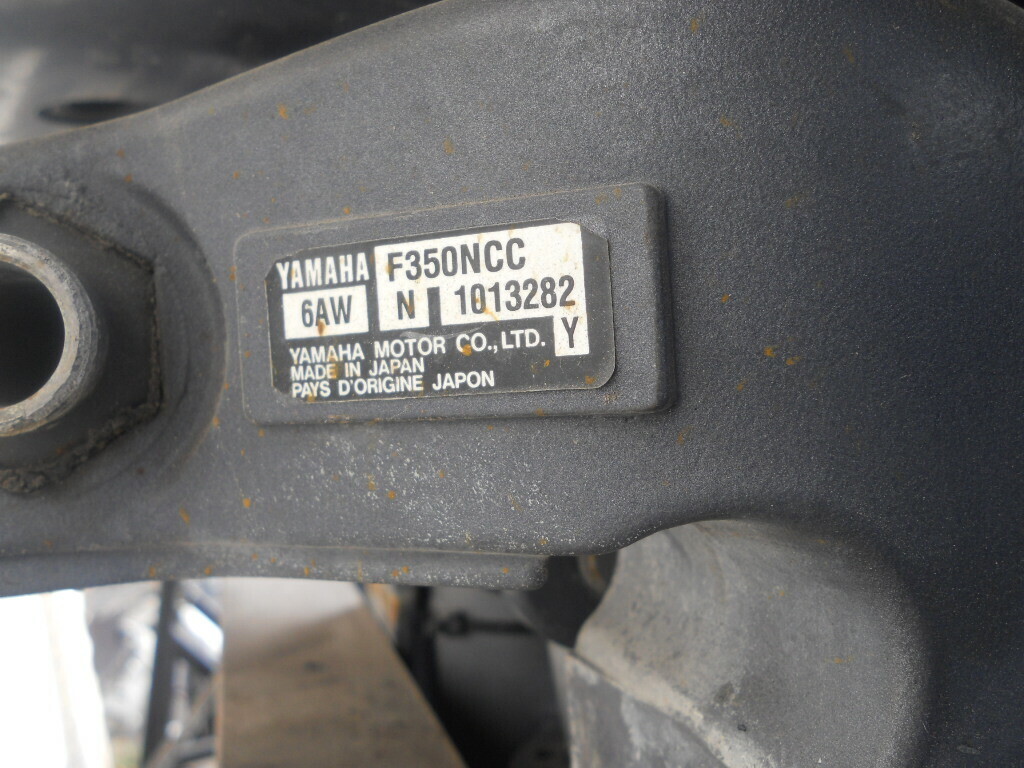 YAMAHA F350NCC
6AW N 1013282
YAMAHA MOTOR CO., LTD. Y
MADE IN JAPAN
PAYS D'ORIGINE JAPON